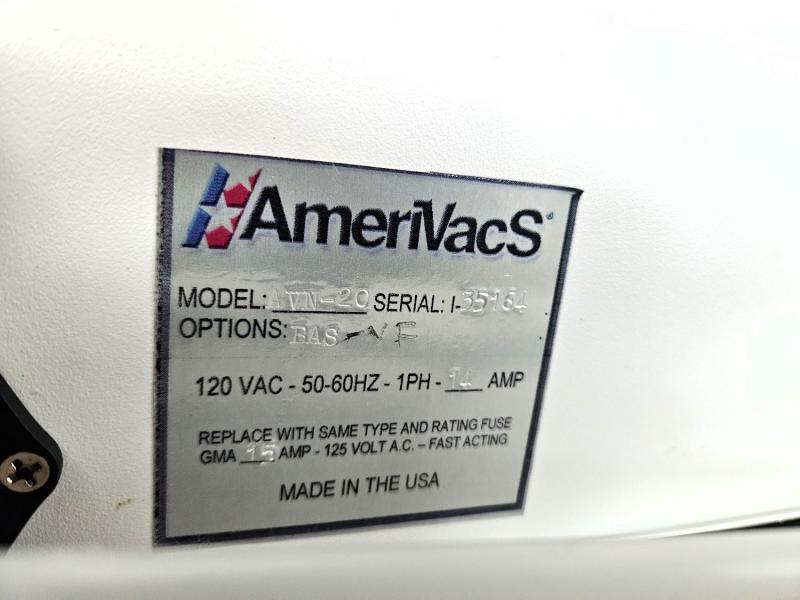 AmeriVacS®
MODEL: AVN-20 SERIAL: I-35164
OPTIONS: BAS-VF
120 VAC - 50-60HZ - 1PH - 14 AMP
REPLACE WITH SAME TYPE AND RATING FUSE
GMA 15 AMP - 125 VOLT A.C. – FAST ACTING
MADE IN THE USA